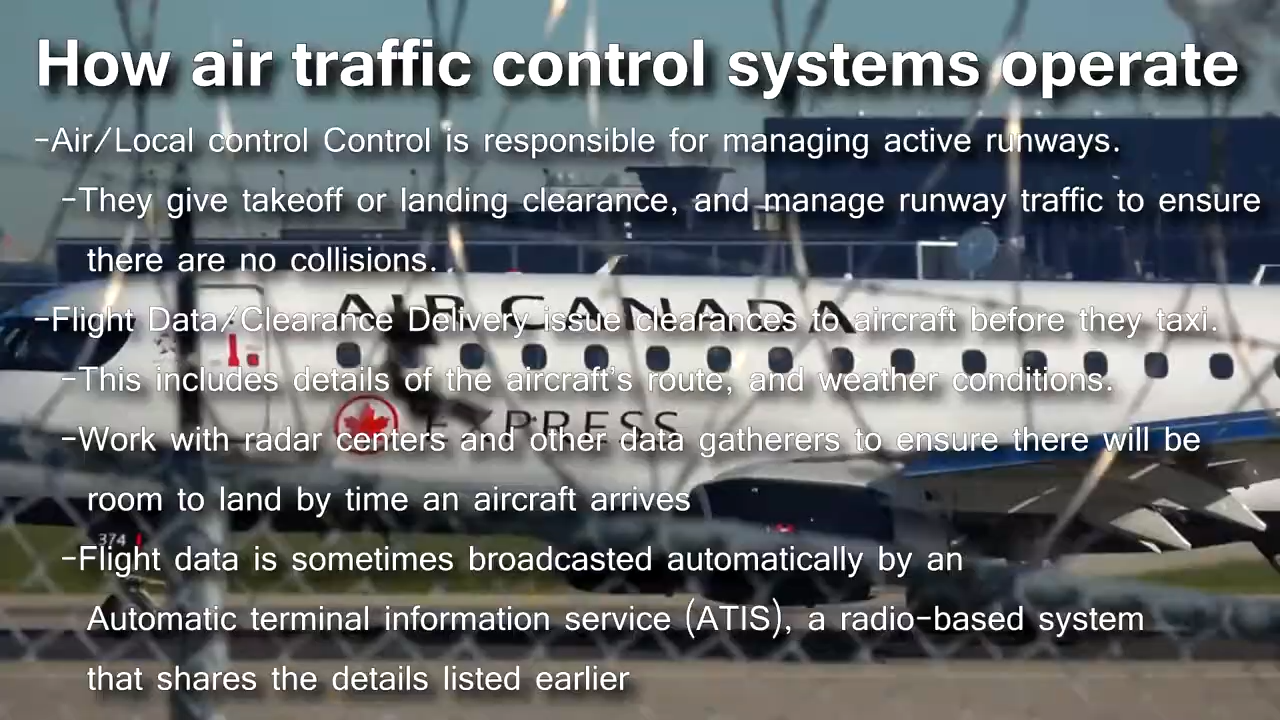 How air traffic control systems operate
-Air/Local control Control is responsible for managing active runways.
-They give takeoff or landing clearance, and manage runway traffic to ensure
there are no collisions.
AIR CANADA
-Flight Data/Clearance Delivery issue clearances to aircraft before they taxi.
-This includes details of the aircraft's route, and weather conditions.
EXPRESS
-Work with radar centers and other data gatherers to ensure there will be
room to land by time an aircraft arrives
374
-Flight data is sometimes broadcasted automatically by an
Automatic terminal information service (ATIS), a radio-based system
that shares the details listed earlier